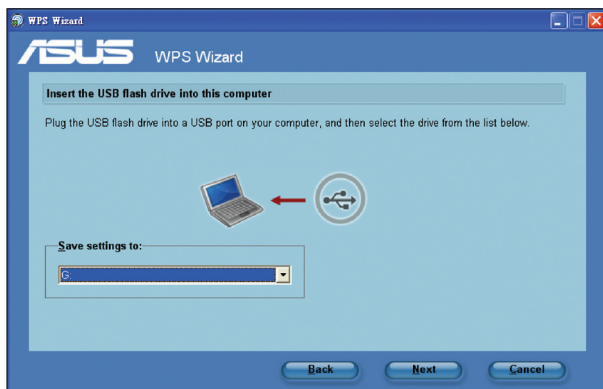 WPS Wizard
ASUS WPS Wizard
Insert the USB flash drive into this computer
Plug the USB flash drive into a USB port on your computer, and then select the drive from the list below.
Save settings to:
G:
Back Next Cancel